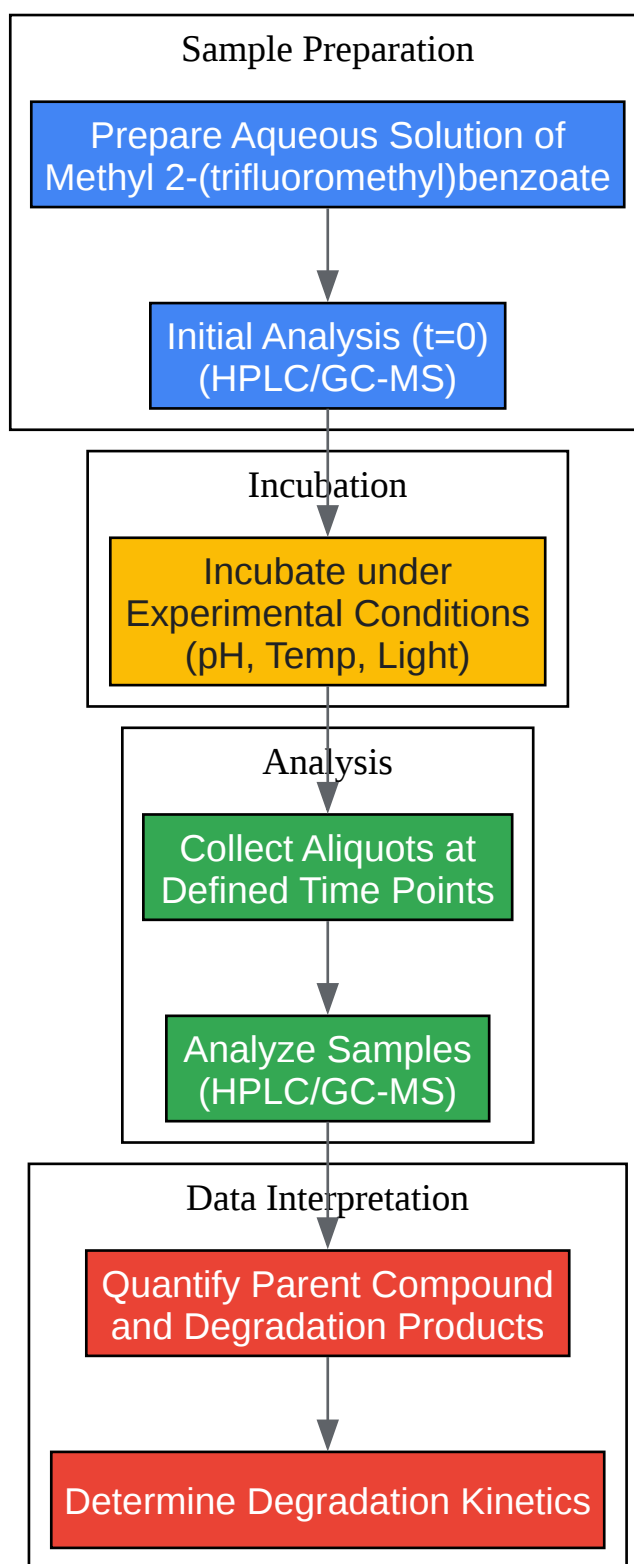 Sample Preparation
Prepare Aqueous Solution of
Methyl 2-(trifluoromethyl)benzoate
Initial Analysis (t=0)
(HPLC/GC-MS)
Incubation
Incubate under
Experimental Conditions
(pH, Temp, Light)
Analysis
Collect Aliquots at
Defined Time Points
Analyze Samples
(HPLC/GC-MS)
Data Interpretation
Quantify Parent Compound
and Degradation Products
Determine Degradation Kinetics